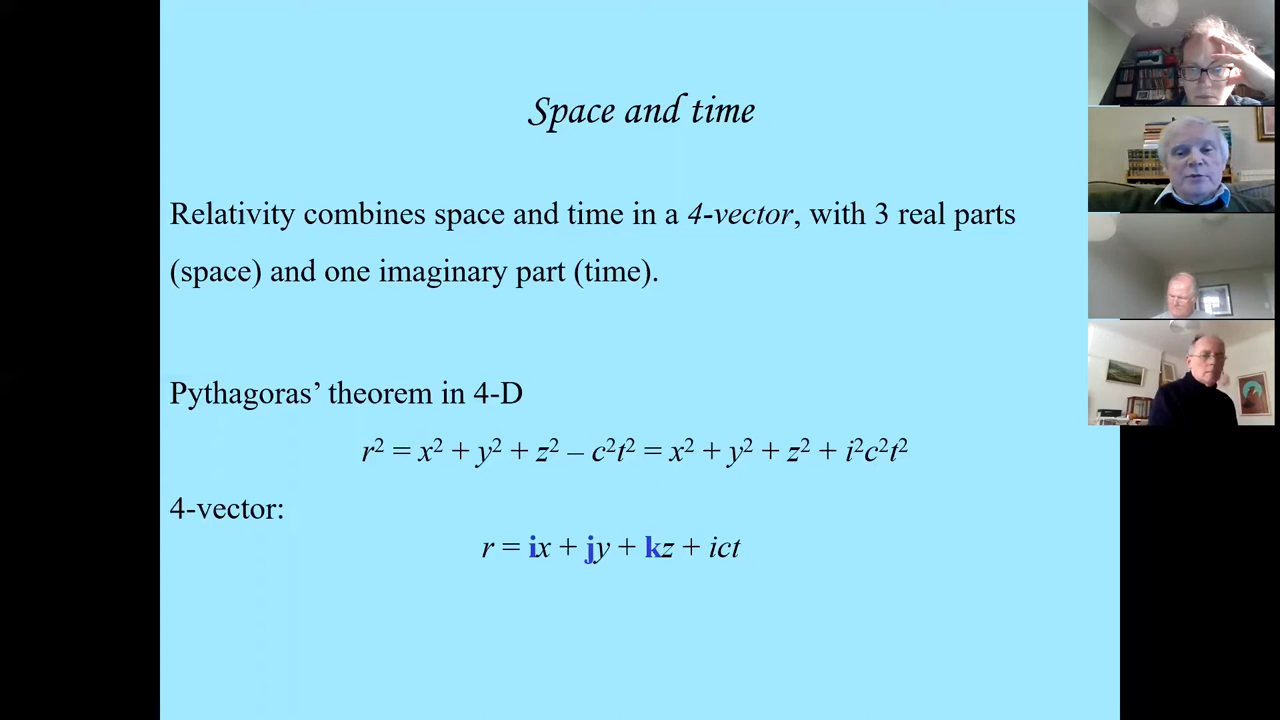 Space and time
Relativity combines space and time in a 4-vector, with 3 real parts
(space) and one imaginary part (time).
Pythagoras’ theorem in 4-D
r² = x² + y² + z² – c²t² = x² + y² + z² + i²c²t²
4-vector:
r = ix + jy + kz + ict